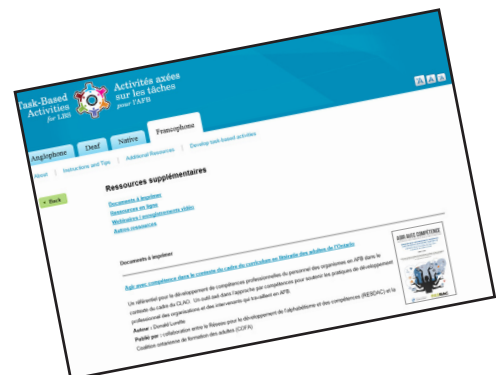 Task-Based
Activities
for LBS
Activités axées
sur les tâches
pour l'AFB
A A A
Anglophone Deaf Native Francophone
About | Instructions and Tips | Additional Resources | Develop task-based activities
Back
Ressources supplémentaires
Documents à imprimer
Ressources en ligne
Webinaires / enregistrements vidéo
Autres ressources
Documents à imprimer
Agir avec compétence dans le contexte du cadre du curriculum en littératie des adultes de l'Ontario
Un référentiel pour le développement de compétences professionnelles du personnel des organismes en AFB dans le
contexte du cadre du CLAO. Un outil axé dans l'approche par compétences pour soutenir les pratiques de développement
professionnel des organisations et des intervenants qui travaillent en AFB.
Auteur : Donald Lurette
Publié par : collaboration entre le Réseau pour le développement de l'alphabétisme et des compétences (RESDAC) et la
Coalition ontarienne de formation des adultes (COFA)
AGIR AVEC COMPÉTENCE